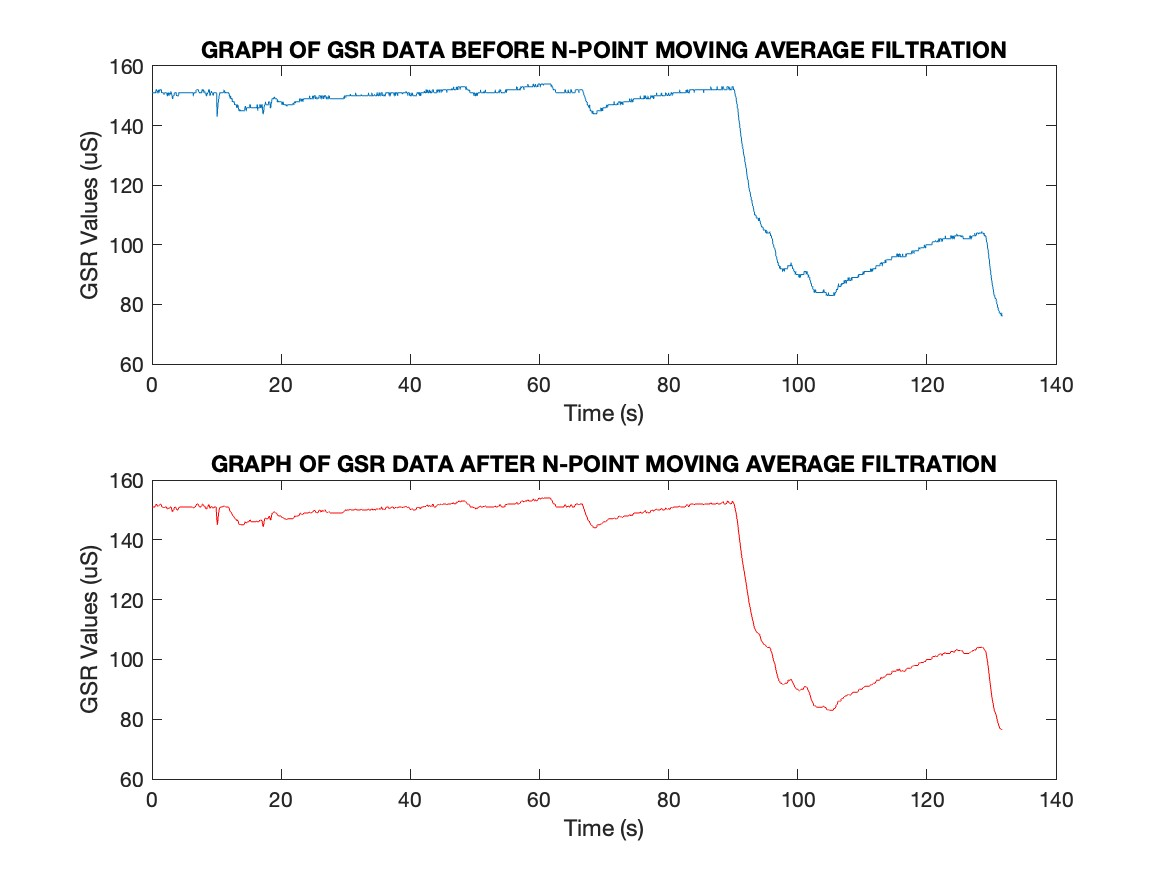 GRAPH OF GSR DATA BEFORE N-POINT MOVING AVERAGE FILTRATION
160
140
120
100
80
60
GSR Values (uS)
0 20 40 60 80 100 120 140
Time (s)
GRAPH OF GSR DATA AFTER N-POINT MOVING AVERAGE FILTRATION
160
140
120
100
80
60
GSR Values (uS)
0 20 40 60 80 100 120 140
Time (s)